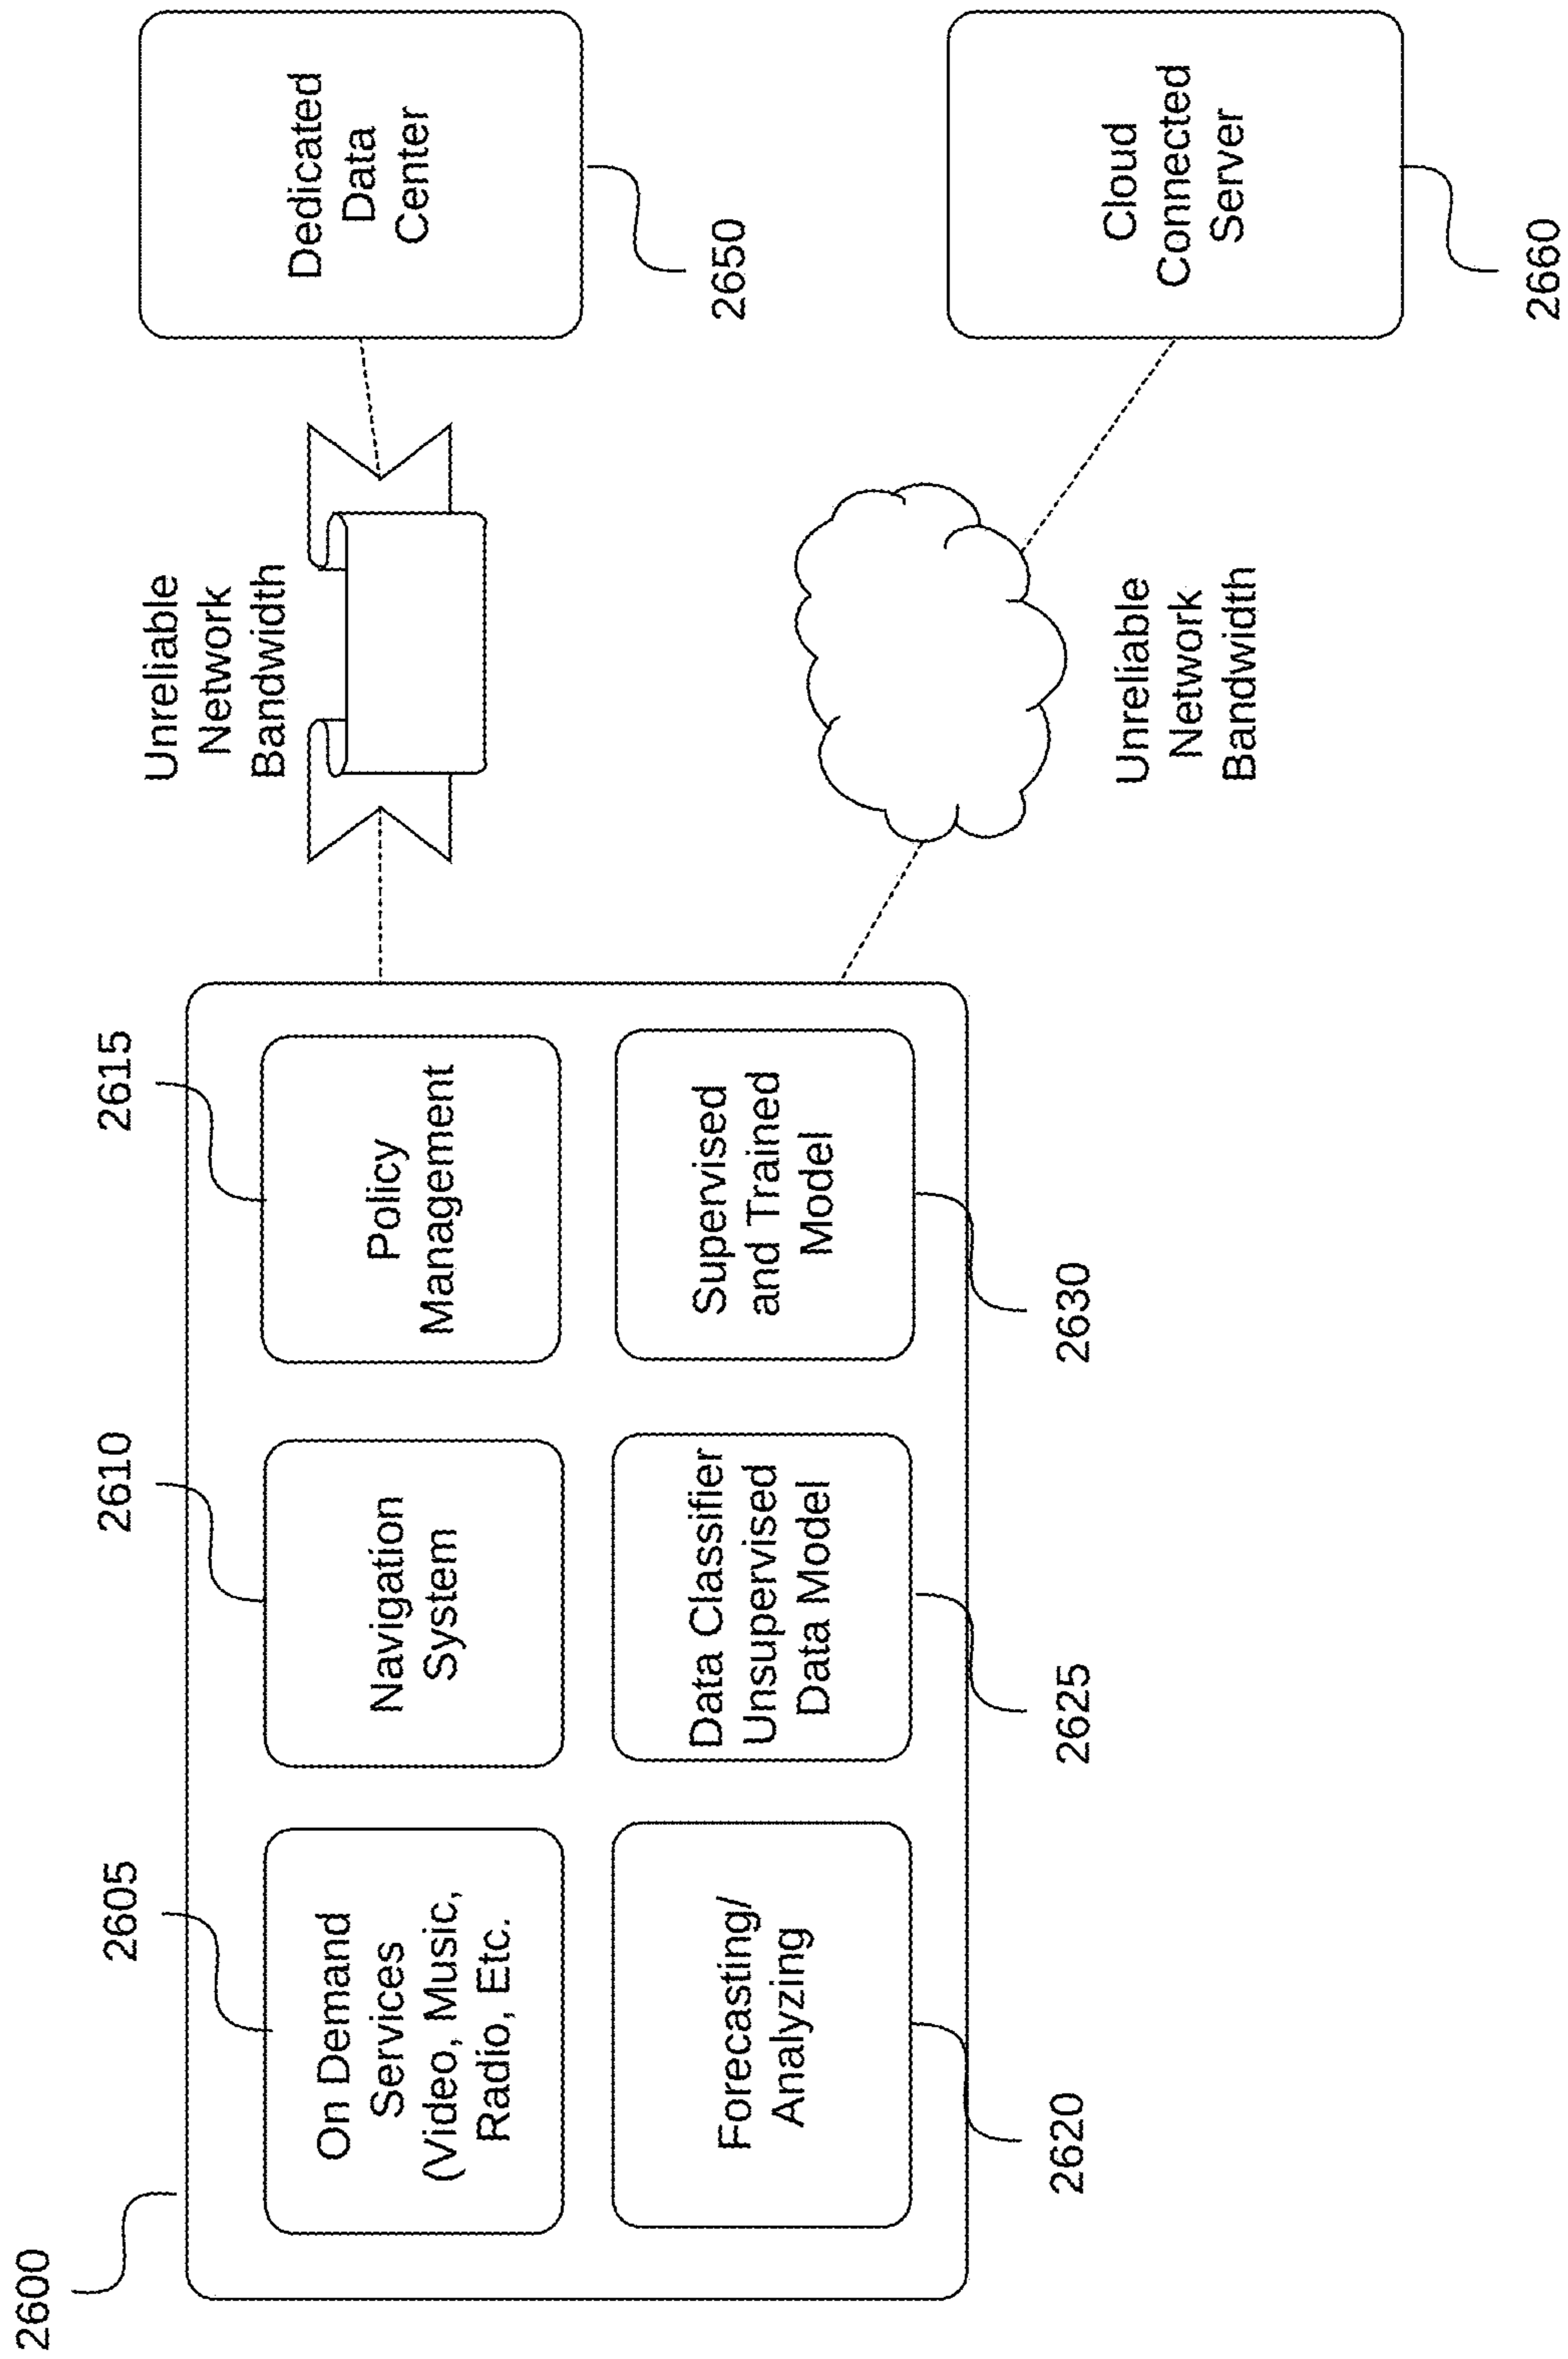 2600
2605
On Demand
Services
(Video, Music,
Radio, Etc.
2610
Navigation
System
2615
Policy
Management
Forecasting/
Analyzing
2620
Data Classifier
Unsupervised
Data Model
2625
Supervised
and Trained
Model
2630
Unreliable
Network
Bandwidth
Dedicated
Data
Center
2650
Unreliable
Network
Bandwidth
Cloud
Connected
Server
2660